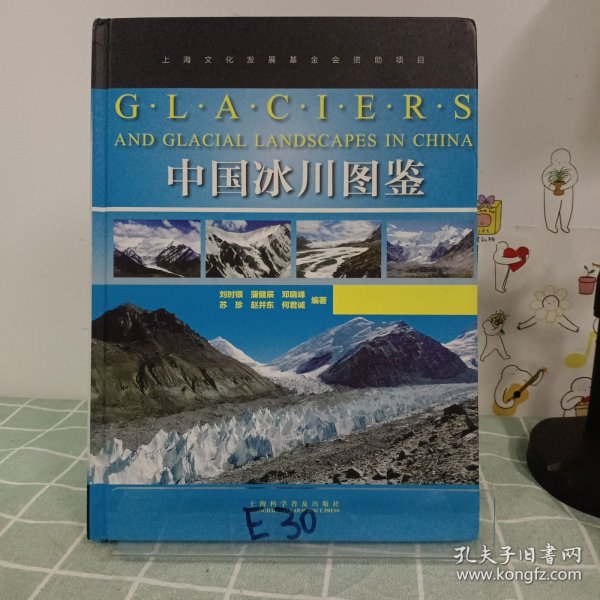 上海文化发展基金会资助项目
G·L·A·C·I·E·R·S
AND GLACIAL LANDSCAPES IN CHINA
中国冰川图鉴
刘时银 蒲健辰 邓晓峰
苏珍 赵井东 何君诚 编著
上海科学普及出版社
E30
孔夫子旧书网
www.kongfz.com